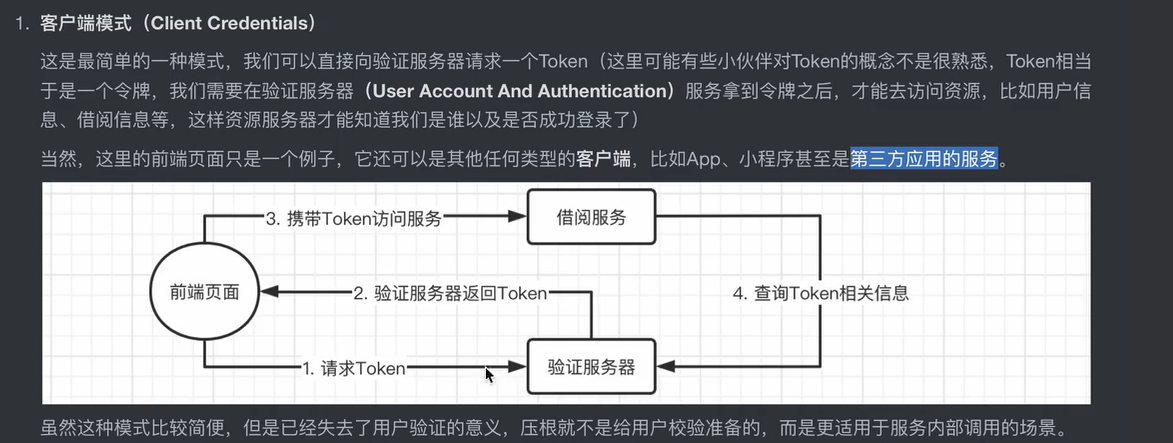 1. 客户端模式（Client Credentials）
这是最简单的一种模式，我们可以直接向验证服务器请求一个Token（这里可能有些小伙伴对Token的概念不是很熟悉，Token相当
于是一个令牌，我们需要在验证服务器（User Account And Authentication）服务拿到令牌之后，才能去访问资源，比如用户信
息、借阅信息等，这样资源服务器才能知道我们是谁以及是否成功登录了）
当然，这里的前端页面只是一个例子，它还可以是其他任何类型的客户端，比如App、小程序甚至是第三方应用的服务。
3. 携带Token访问服务
借阅服务
前端页面
2. 验证服务器返回Token
4. 查询Token相关信息
1. 请求Token
验证服务器
虽然这种模式比较简便，但是已经失去了用户验证的意义，压根就不是给用户校验准备的，而是更适用于服务内部调用的场景。